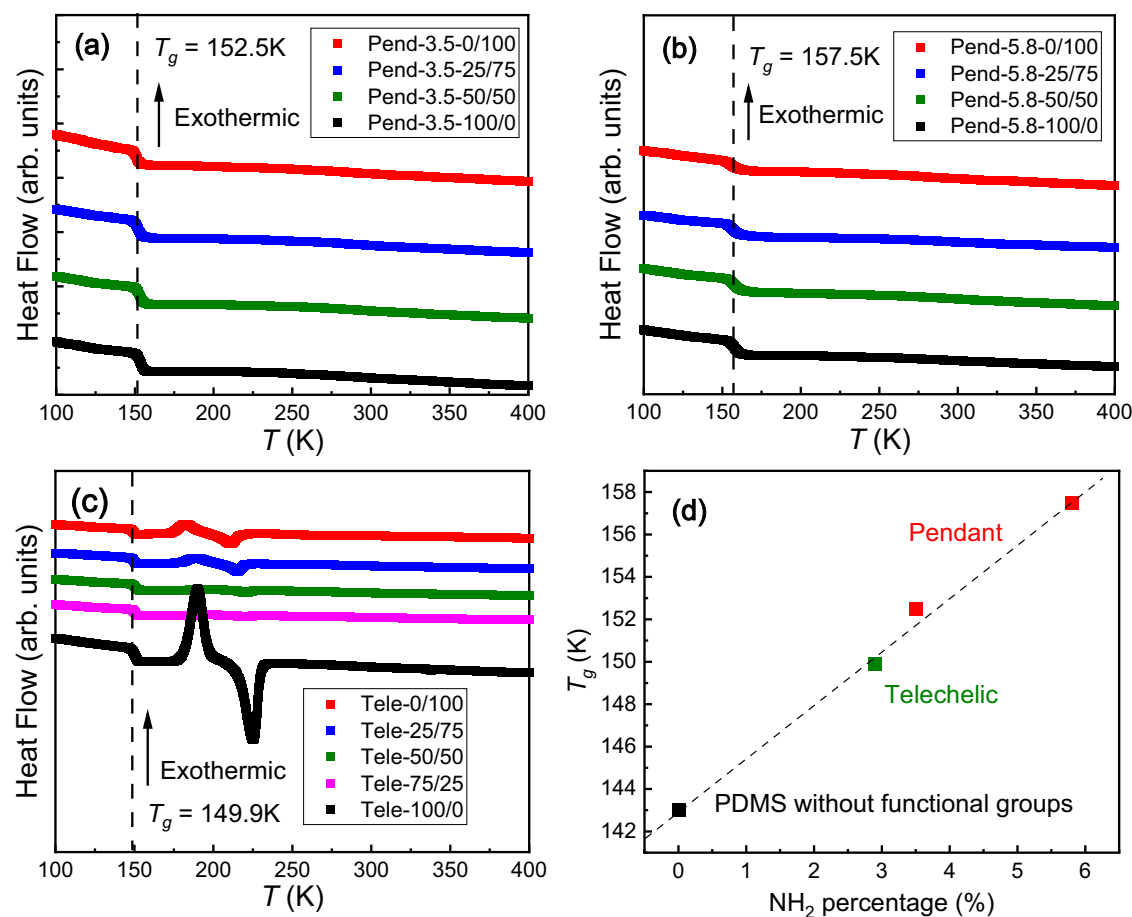 (a)
Tg = 152.5K
Exothermic
Pend-3.5-0/100
Pend-3.5-25/75
Pend-3.5-50/50
Pend-3.5-100/0
Heat Flow (arb. units)
100 150 200 250 300 350 400
T (K)
(b)
Tg = 157.5K
Exothermic
Pend-5.8-0/100
Pend-5.8-25/75
Pend-5.8-50/50
Pend-5.8-100/0
Heat Flow (arb. units)
100 150 200 250 300 350 400
T (K)
(c)
Exothermic
Tg = 149.9K
Tele-0/100
Tele-25/75
Tele-50/50
Tele-75/25
Tele-100/0
Heat Flow (arb. units)
100 150 200 250 300 350 400
T (K)
(d)
Pendant
Telechelic
PDMS without functional groups
158
156
154
152
150
148
146
144
142
Tg (K)
0 1 2 3 4 5 6
NH2 percentage (%)